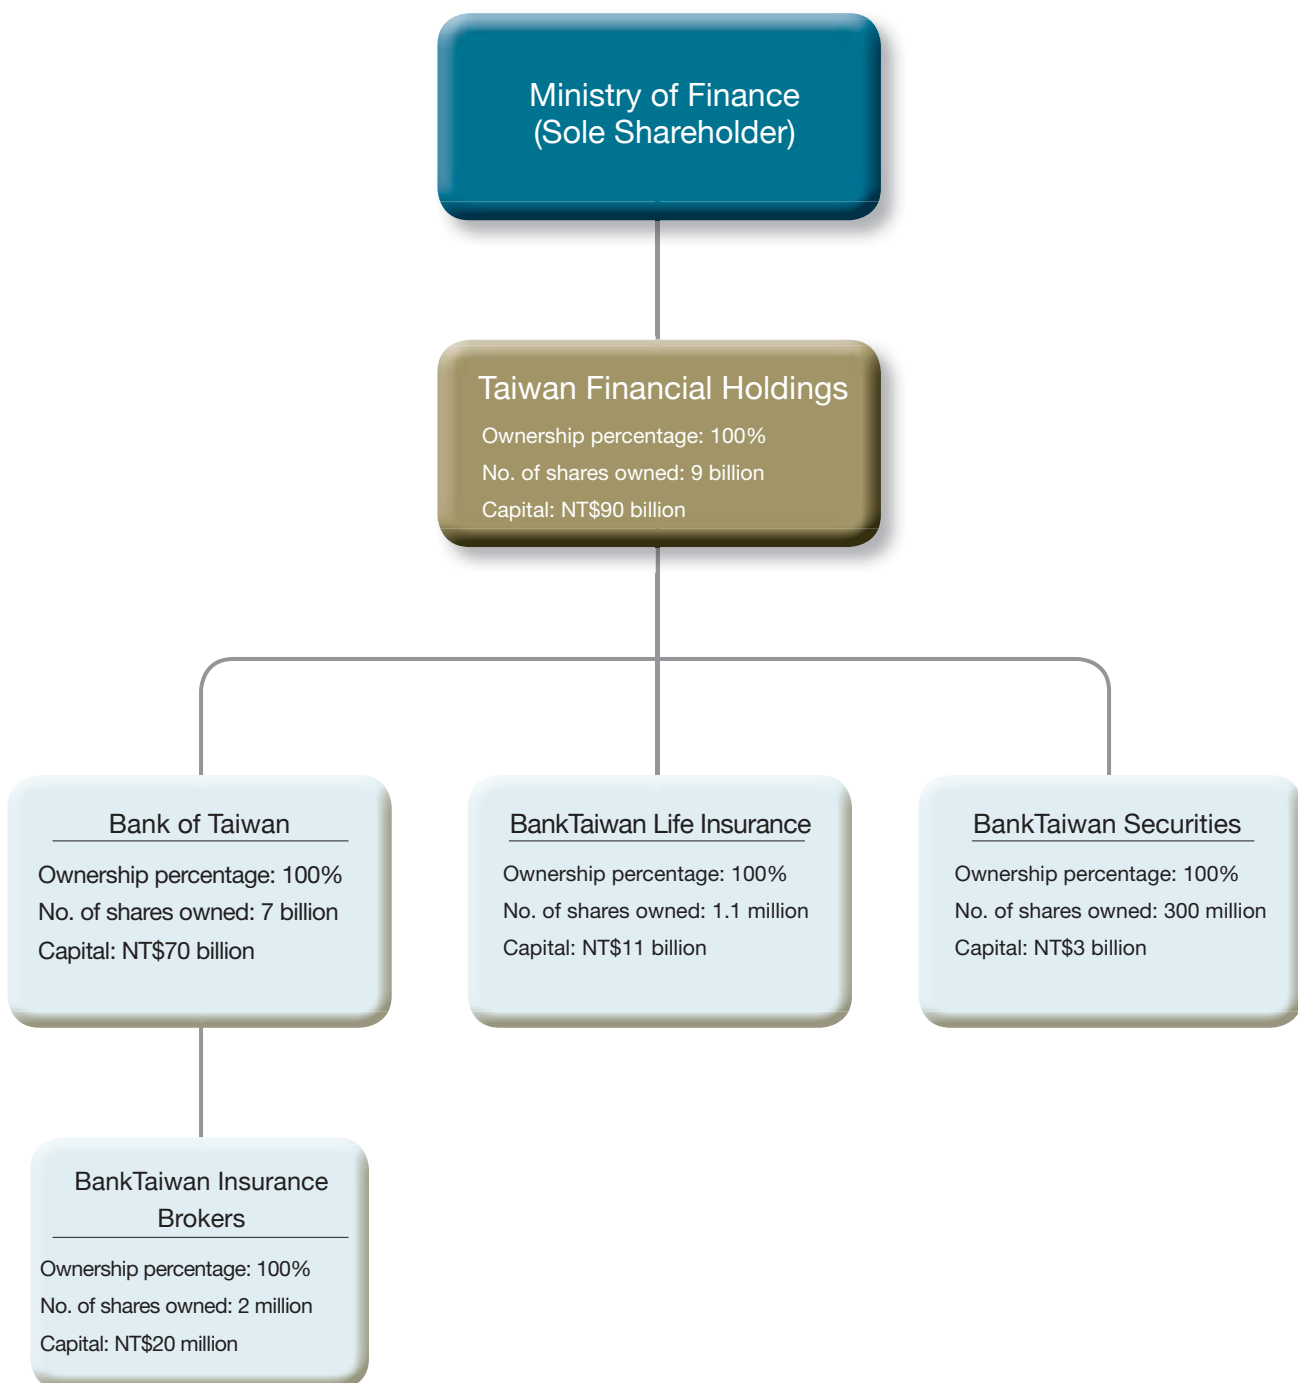 Ministry of Finance
(Sole Shareholder)
Taiwan Financial Holdings
Ownership percentage: 100%
No. of shares owned: 9 billion
Capital: NT$90 billion
Bank of Taiwan
Ownership percentage: 100%
No. of shares owned: 7 billion
Capital: NT$70 billion
BankTaiwan Life Insurance
Ownership percentage: 100%
No. of shares owned: 1.1 million
Capital: NT$11 billion
BankTaiwan Securities
Ownership percentage: 100%
No. of shares owned: 300 million
Capital: NT$3 billion
BankTaiwan Insurance
Brokers
Ownership percentage: 100%
No. of shares owned: 2 million
Capital: NT$20 million